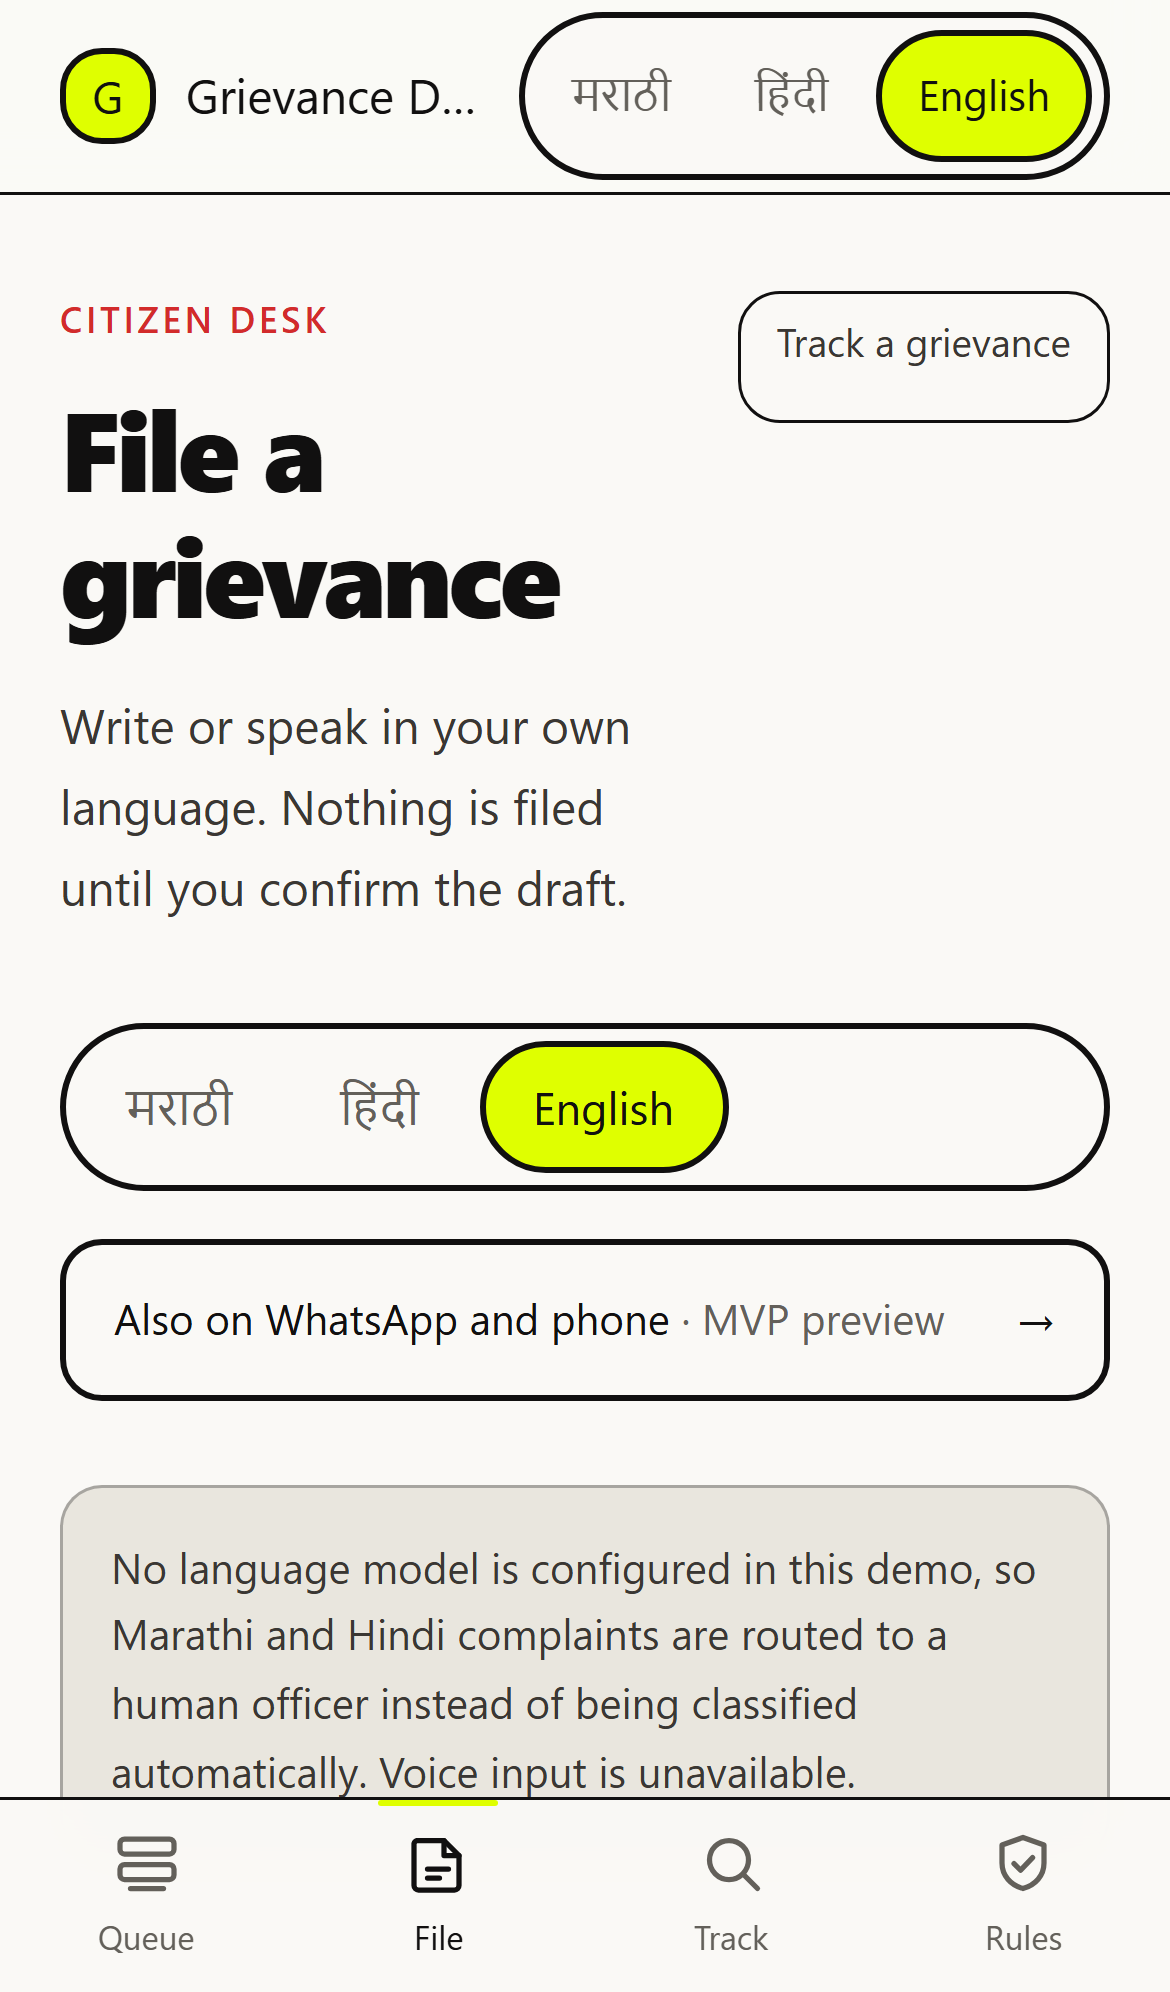 G
Grievance D...
मराठी
हिंदी
English
CITIZEN DESK
Track a grievance
File a
grievance
Write or speak in your own
language. Nothing is filed
until you confirm the draft.
मराठी
हिंदी
English
Also on WhatsApp and phone · MVP preview →
No language model is configured in this demo, so
Marathi and Hindi complaints are routed to a
human officer instead of being classified
automatically. Voice input is unavailable.
Queue
File
Track
Rules